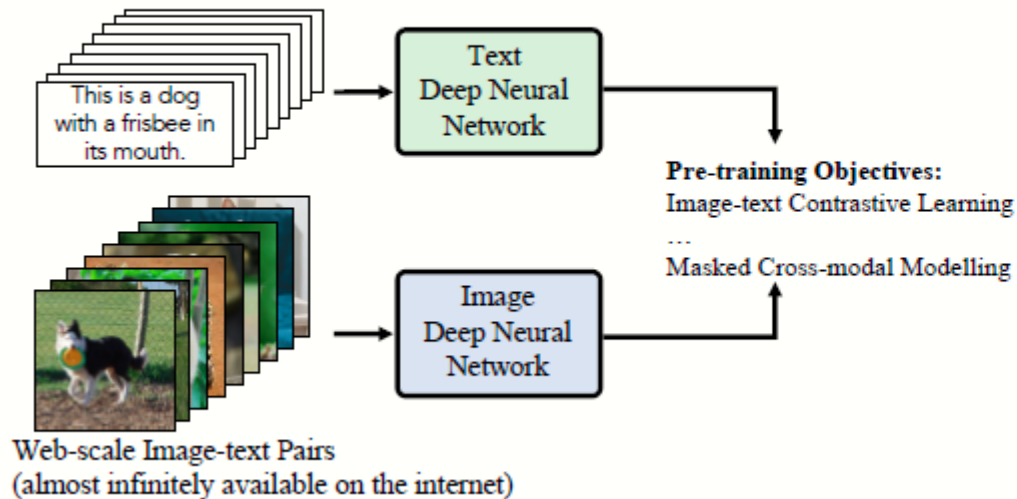 This is a dog
with a frisbee in
its mouth.
Text
Deep Neural
Network
Pre-training Objectives:
Image-text Contrastive Learning
...
Masked Cross-modal Modelling
Image
Deep Neural
Network
Web-scale Image-text Pairs
(almost infinitely available on the internet)